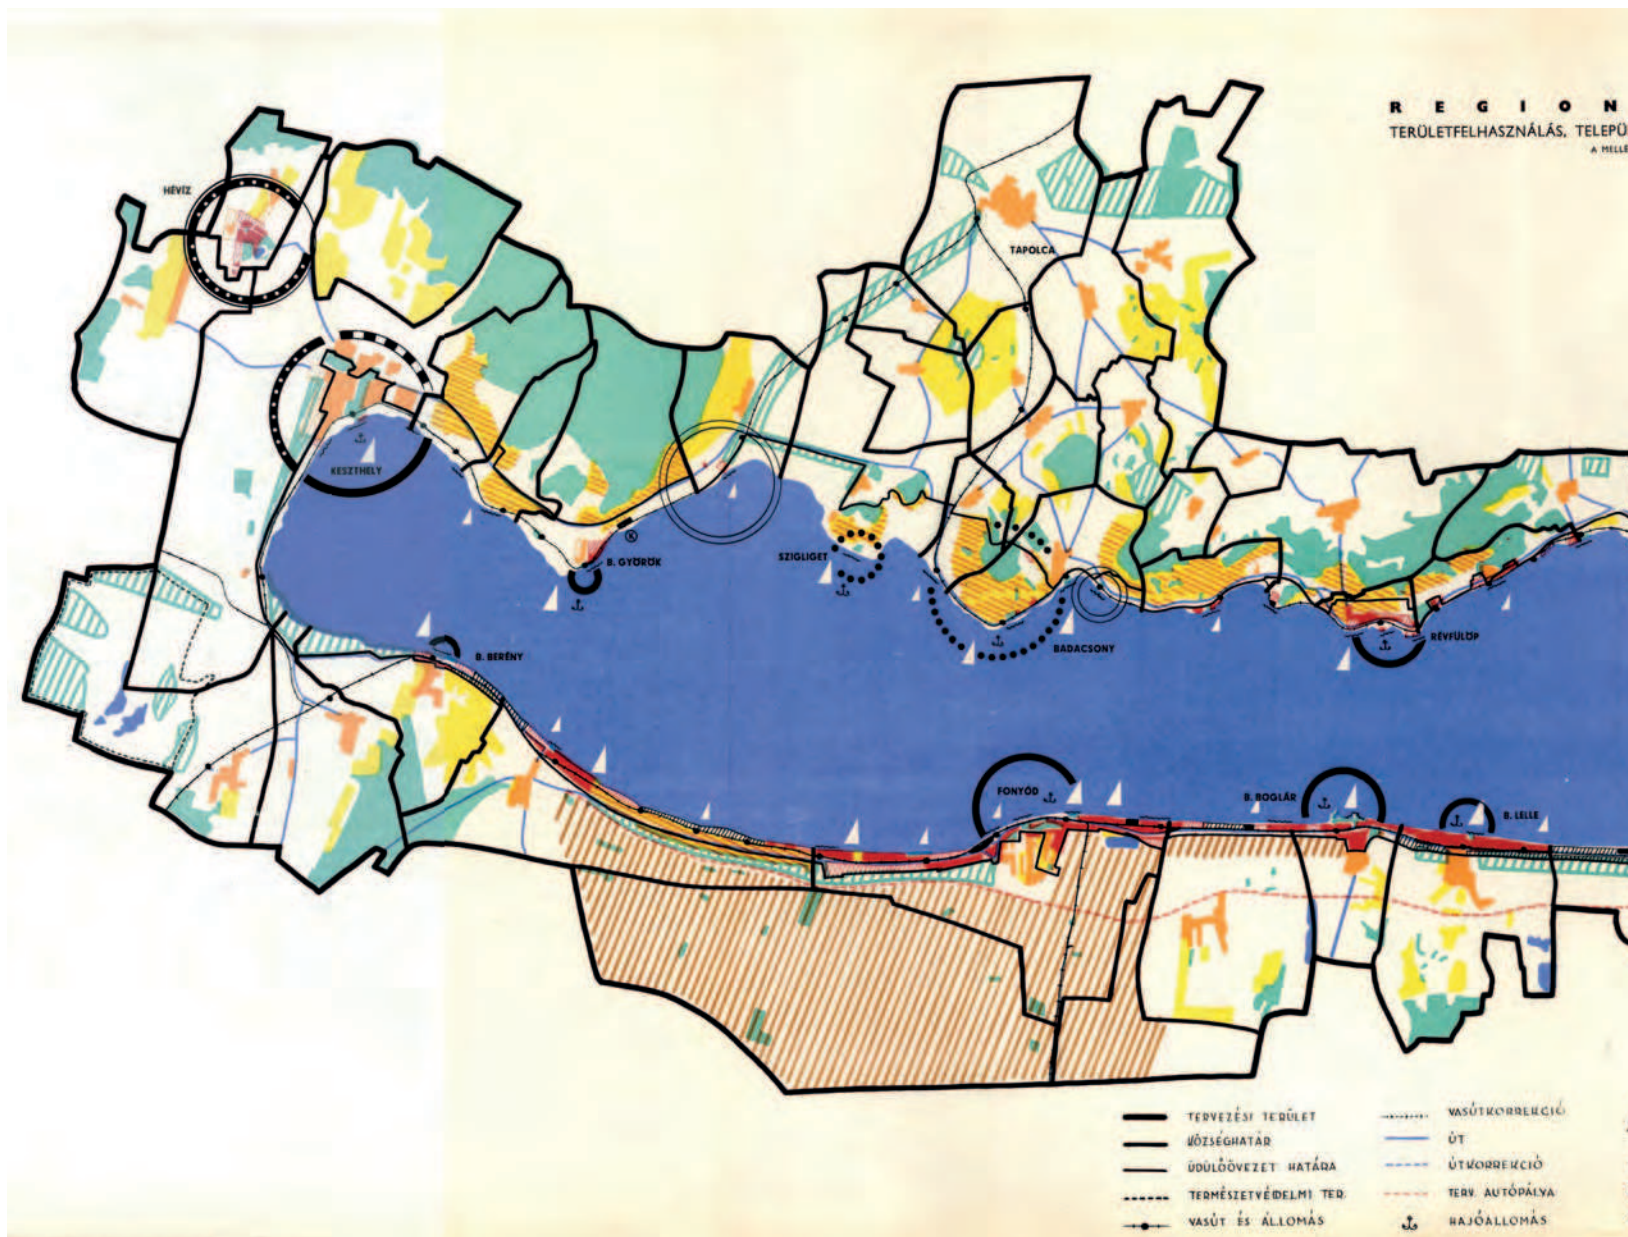 R E G I O N
TERÜLETFELHASZNÁLÁS, TELEPÜ
A MELLÉ
HÉVÍZ
TAPOLCA
KESZTHELY
B. GYÖRÖK
K
SZIGLIGET
BADACSONY
RÉVFÜLÖP
B. BERÉNY
FONYÓD
B. BOGLÁR
B. LELLE
TERVEZÉSI TERÜLET
KÖZSÉGHATÁR
ÜDÜLŐÖVEZET HATÁRA
TERMÉSZETVÉDELMI TER.
VASÚT ÉS ÁLLOMÁS
VASÚTKORREKCIÓ
ÚT
ÚTKORREKCIÓ
TERV. AUTÓPÁLYA
HAJÓÁLLOMÁS